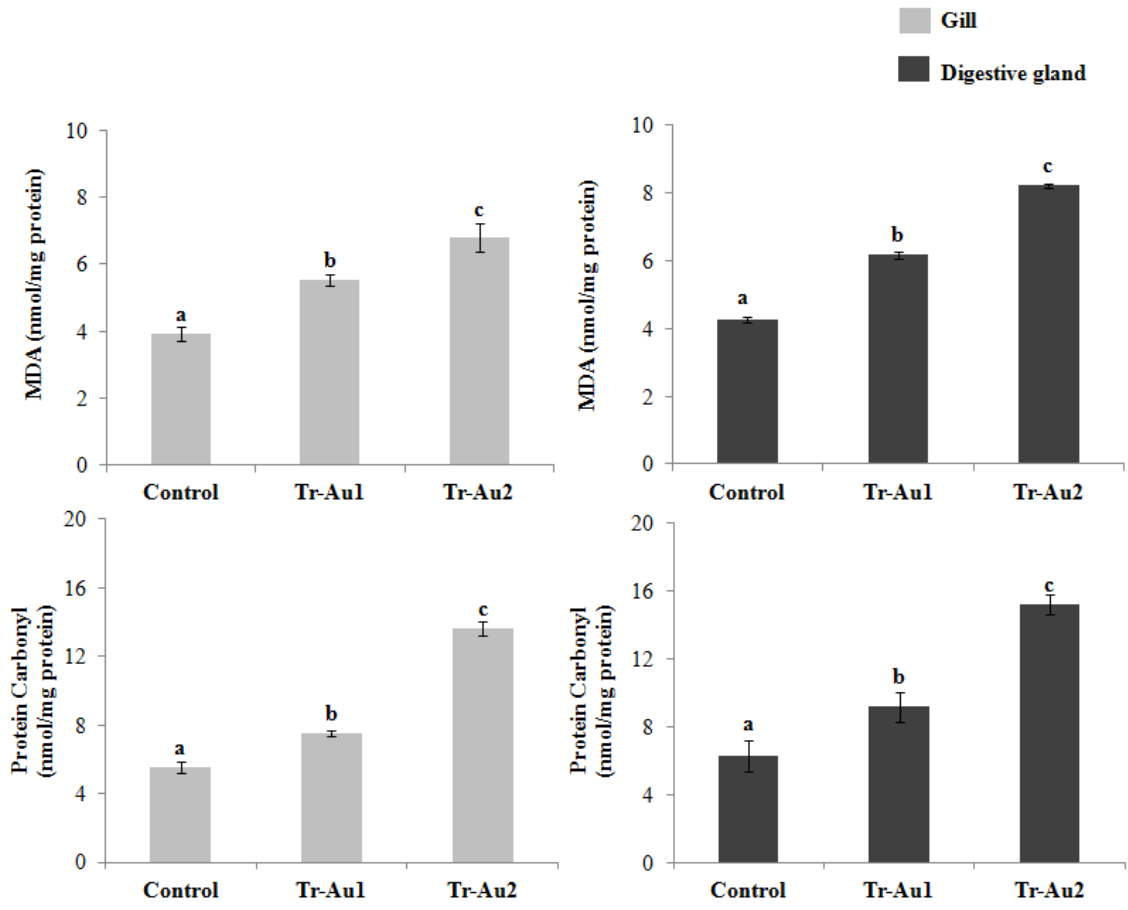 Gill
Digestive gland
MDA (nmol/mg protein)
10
8
6
4
2
0
a
b
c
Control
Tr-Au1
Tr-Au2
MDA (nmol/mg protein)
10
8
6
4
2
0
a
b
c
Control
Tr-Au1
Tr-Au2
Protein Carbonyl
(nmol/mg protein)
20
16
12
8
4
0
a
b
c
Control
Tr-Au1
Tr-Au2
Protein Carbonyl
(nmol/mg protein)
20
16
12
8
4
0
a
b
c
Control
Tr-Au1
Tr-Au2